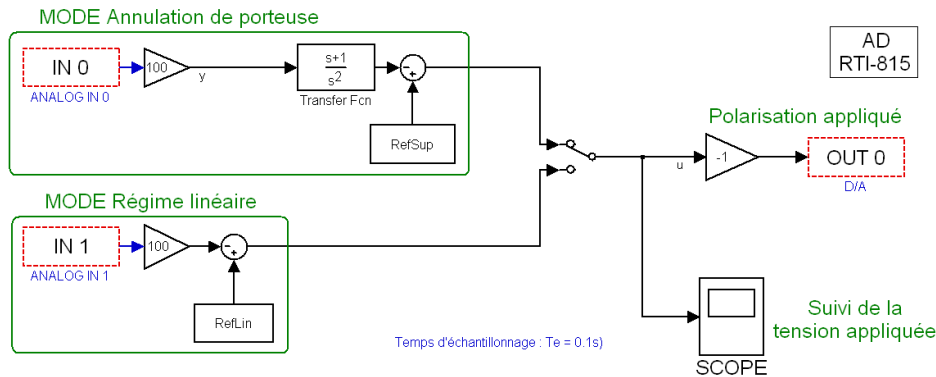 MODE Annulation de porteuse
IN 0
ANALOG IN 0
100
y
s+1
s2
Transfer Fcn
-
+
RefSup
AD
RTI-815
Polarisation appliqué
u
-1
OUT 0
D/A
MODE Régime linéaire
IN 1
ANALOG IN 1
100
-
+
RefLin
Temps d'échantillonnage : Te = 0.1s)
SCOPE
Suivi de la
tension appliquée